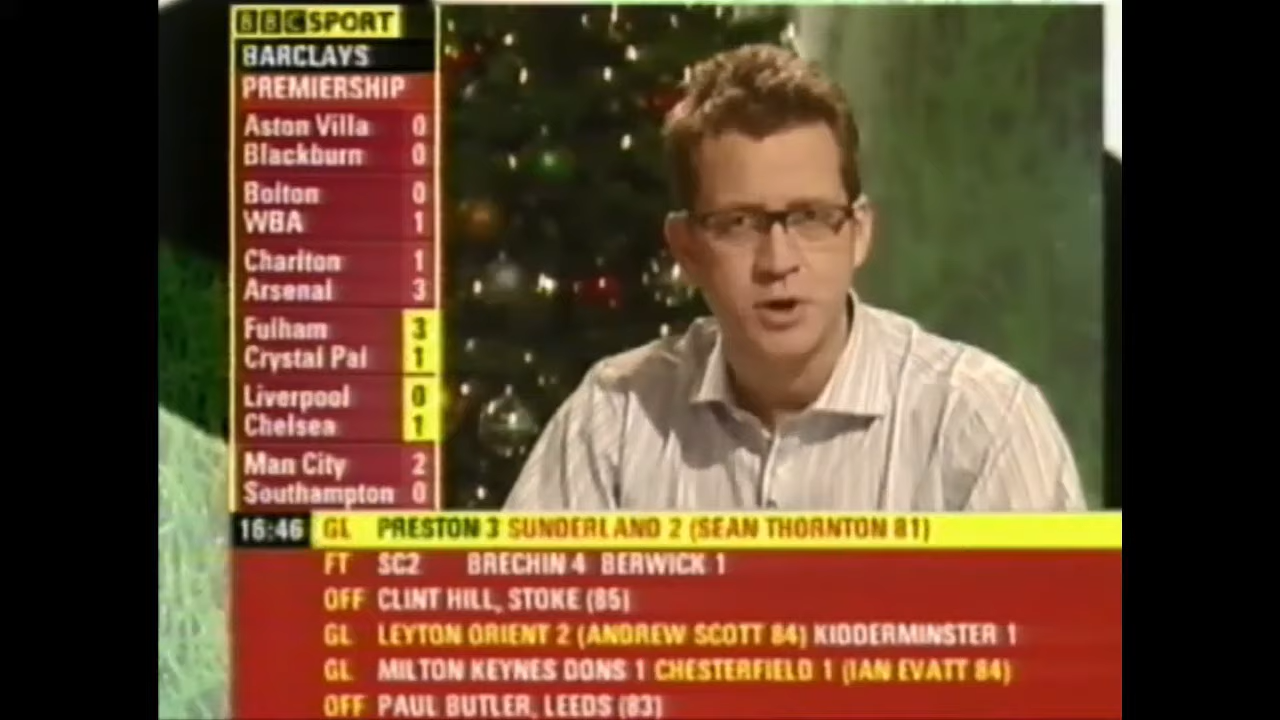 BBC SPORT
BARCLAYS
PREMIERSHIP
Aston Villa 0
Blackburn 0
Bolton 0
WBA 1
Charlton 1
Arsenal 3
Fulham 3
Crystal Pal 1
Liverpool 0
Chelsea 1
Man City 2
Southampton 0
16:46 GL PRESTON 3 SUNDERLAND 2 (SEAN THORNTON 81)
FT SC2 BRECHIN 4 BERWICK 1
OFF CLINT HILL, STOKE (85)
GL LEYTON ORIENT 2 (ANDREW SCOTT 84) KIDDERMINSTER 1
GL MILTON KEYNES DONS 1 CHESTERFIELD 1 (IAN EVATT 84)
OFF PAUL BUTLER, LEEDS (83)